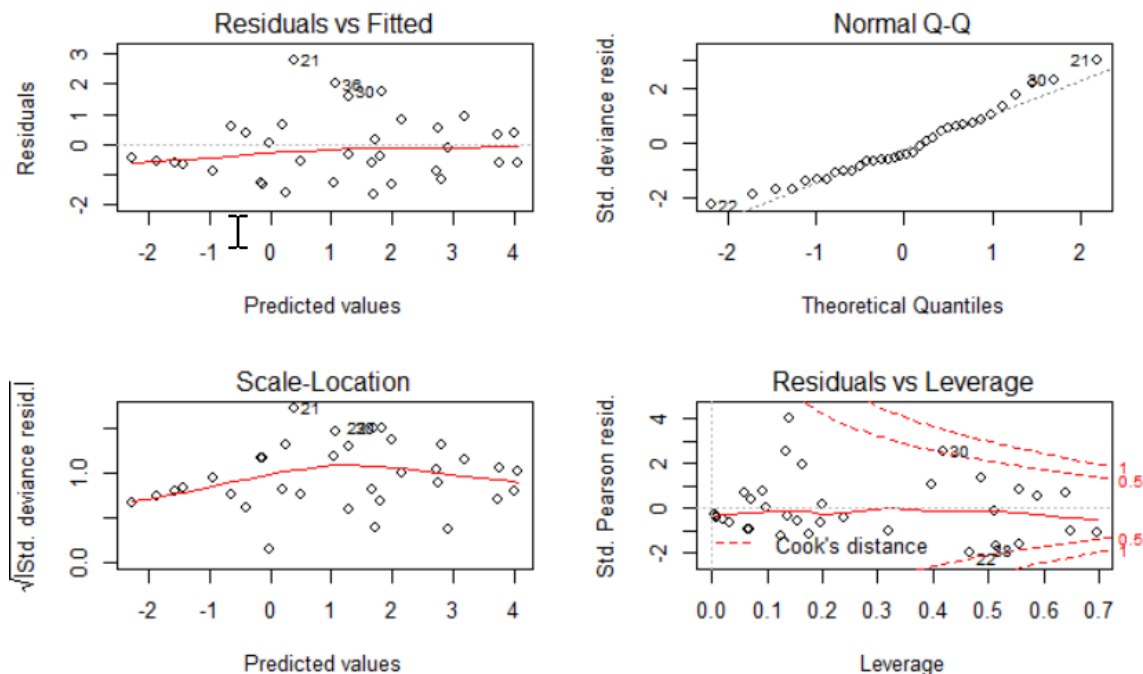 Residuals vs Fitted
Residuals
3
2
1
0
-2
21
36
30
-2 -1 0 1 2 3 4
Predicted values
Normal Q-Q
Std. deviance resid.
2
0
-2
21
30
22
-2 -1 0 1 2
Theoretical Quantiles
Scale-Location
√|Std. deviance resid.|
1.0
0.0
21
-2 -1 0 1 2 3 4
Predicted values
Residuals vs Leverage
Std. Pearson resid.
4
2
0
-2
30
22
1
0.5
0.5
1
Cook's distance
0.0 0.1 0.2 0.3 0.4 0.5 0.6 0.7
Leverage